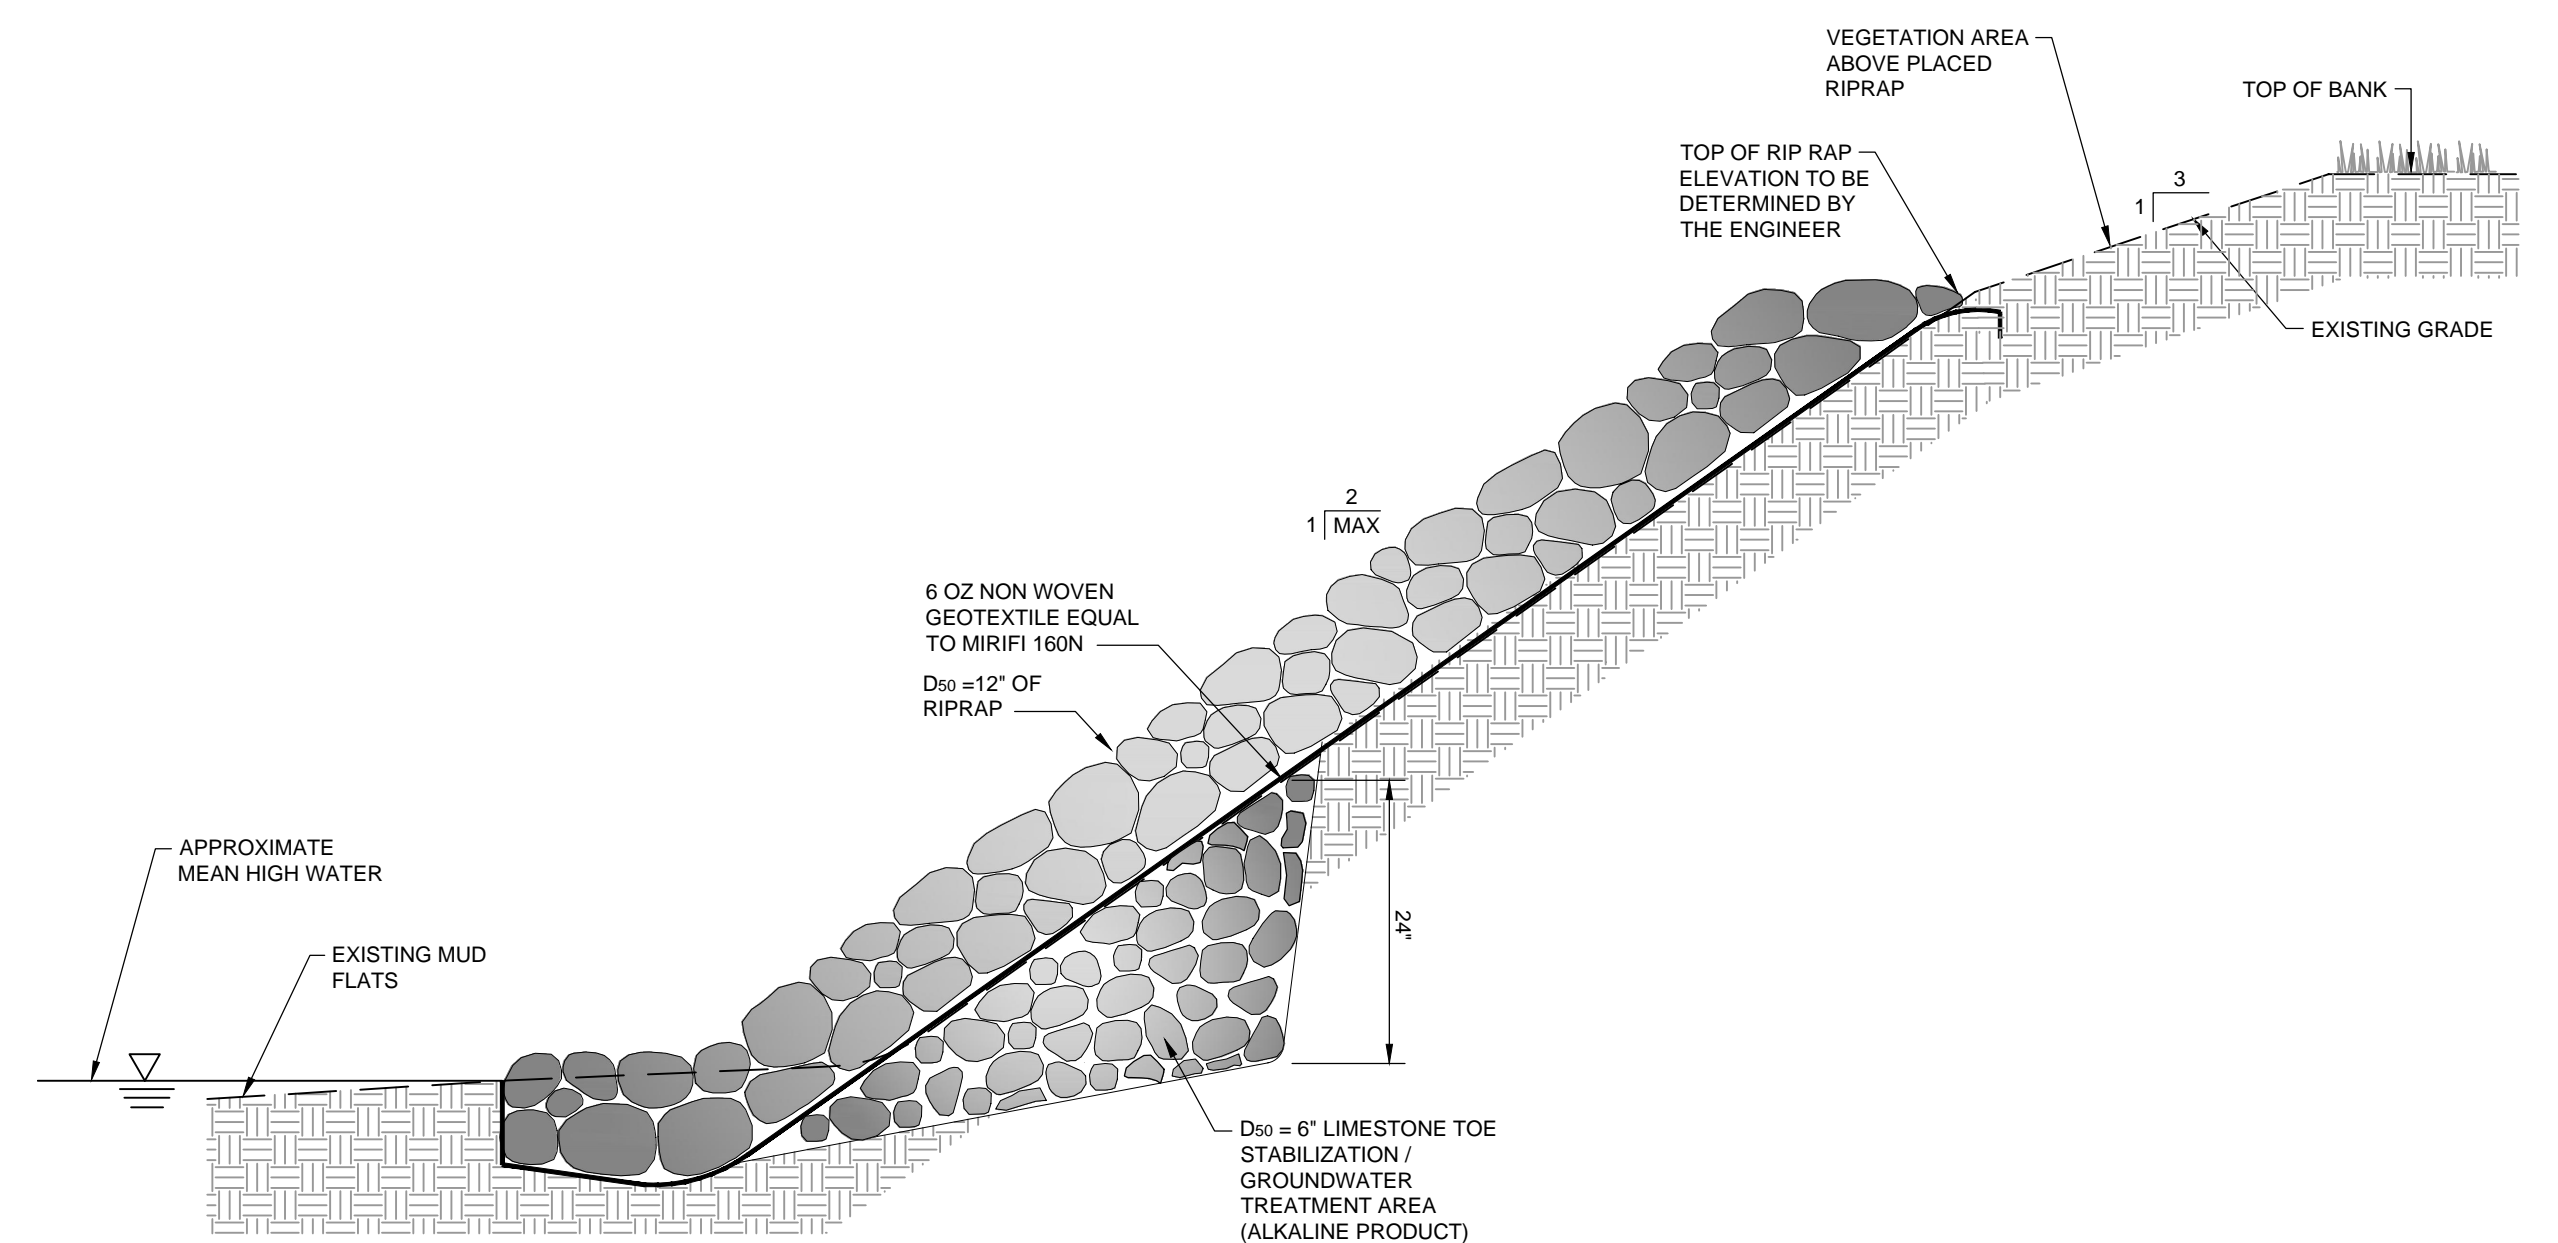 VEGETATION AREA
ABOVE PLACED
RIPRAP
TOP OF BANK
TOP OF RIP RAP
ELEVATION TO BE
DETERMINED BY
THE ENGINEER
3
1
EXISTING GRADE
2
1 MAX
6 OZ NON WOVEN
GEOTEXTILE EQUAL
TO MIRIFI 160N
D50 =12" OF
RIPRAP
APPROXIMATE
MEAN HIGH WATER
24"
EXISTING MUD
FLATS
D50 = 6" LIMESTONE TOE
STABILIZATION /
GROUNDWATER
TREATMENT AREA
(ALKALINE PRODUCT)